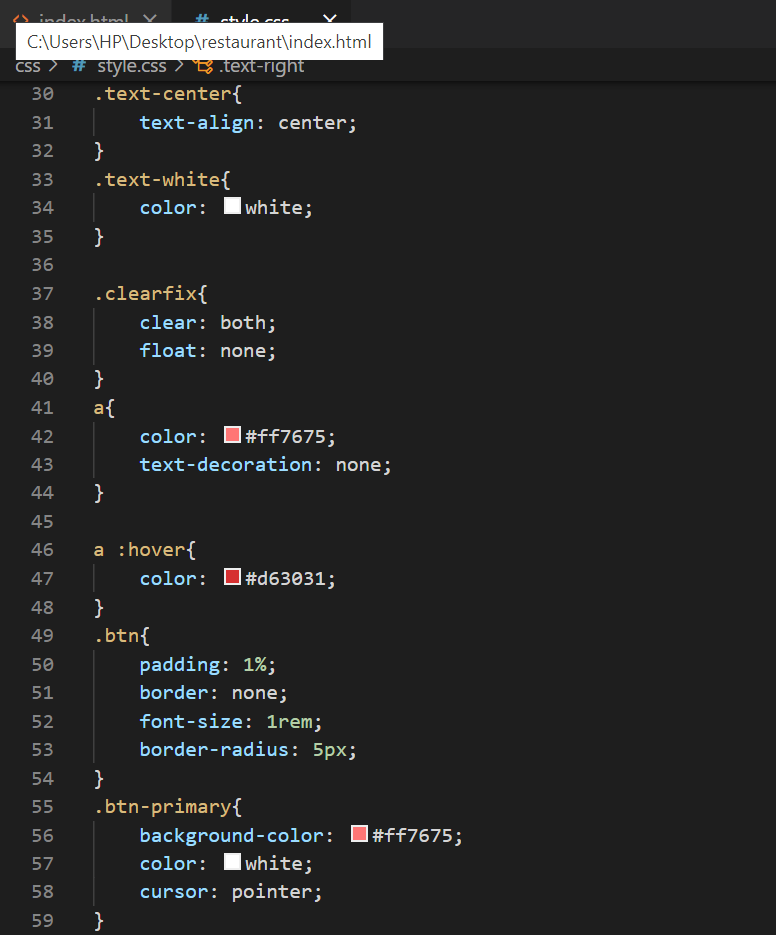 index.html
# style.css
C:\Users\HP\Desktop\restaurant\index.html
css > # style.css > .text-right
30 .text-center{
31 text-align: center;
32 }
33 .text-white{
34 color: white;
35 }
36
37 .clearfix{
38 clear: both;
39 float: none;
40 }
41 a{
42 color: #ff7675;
43 text-decoration: none;
44 }
45
46 a :hover{
47 color: #d63031;
48 }
49 .btn{
50 padding: 1%;
51 border: none;
52 font-size: 1rem;
53 border-radius: 5px;
54 }
55 .btn-primary{
56 background-color: #ff7675;
57 color: white;
58 cursor: pointer;
59 }